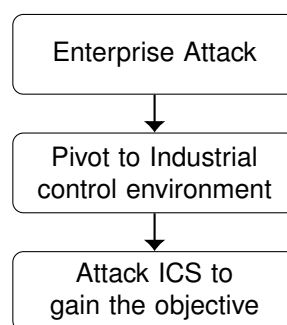 Enterprise Attack
Pivot to Industrial
control environment
Attack ICS to
gain the objective